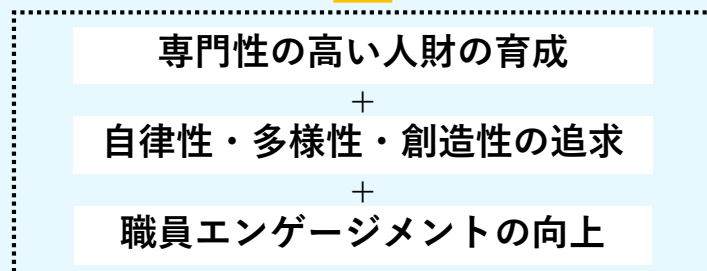 専門性の高い人財の育成
+
自律性・多様性・創造性の追求
+
職員エンゲージメントの向上